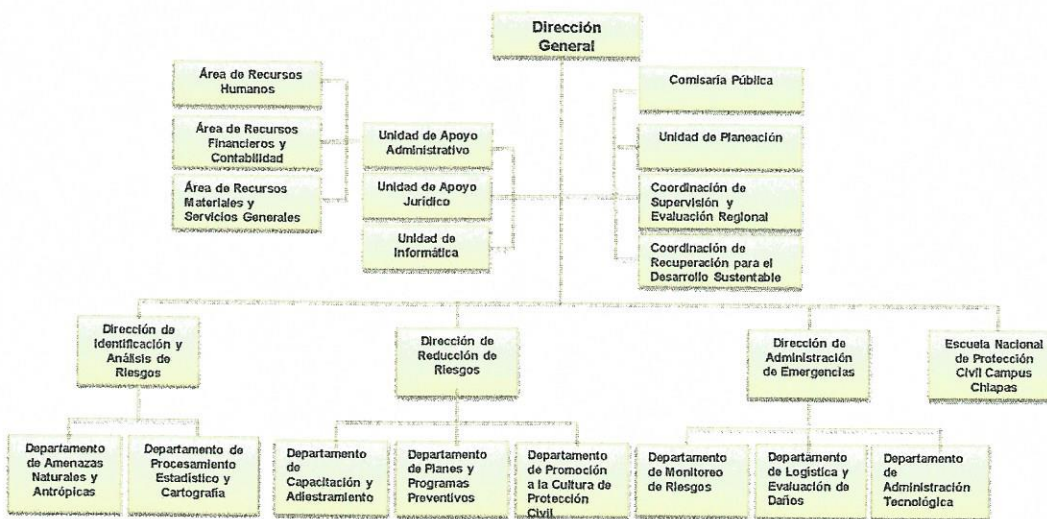 Dirección
General
Área de Recursos
Humanos
Área de Recursos
Financieros y
Contabilidad
Área de Recursos
Materiales y
Servicios Generales
Unidad de Apoyo
Administrativo
Unidad de Apoyo
Jurídico
Unidad de
Informática
Comisaría Pública
Unidad de Planeación
Coordinación de
Supervisión y
Evaluación Regional
Coordinación de
Recuperación para el
Desarrollo Sustentable
Dirección de
Identificación y
Análisis de
Riesgos
Dirección de
Reducción de
Riesgos
Dirección de
Administración
de Emergencias
Escuela Nacional
de Protección
Civil Campus
Chiapas
Departamento
de Amenazas
Naturales y
Antrópicas
Departamento de
Procesamiento
Estadístico y
Cartografía
Departamento
de
Capacitación y
Adiestramiento
Departamento
de Planes y
Programas
Preventivos
Departamento
de Promoción
a la Cultura de
Protección
Civil
Departamento
de Monitoreo
de Riesgos
Departamento
de Logística y
Evaluación de
Daños
Departamento
de
Administración
Tecnológica